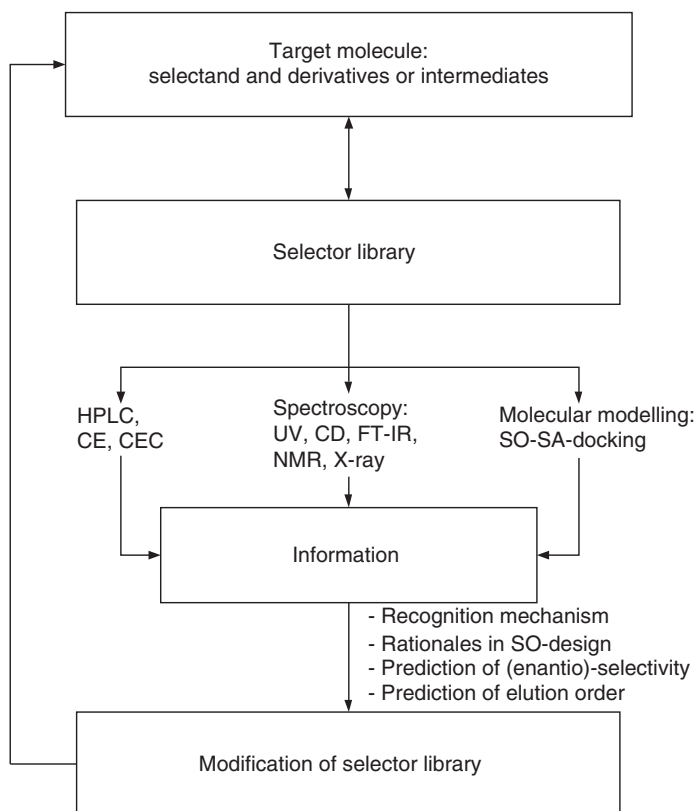 Target molecule:
selectand and derivatives or intermediates
Selector library
HPLC,
CE, CEC
Spectroscopy:
UV, CD, FT-IR,
NMR, X-ray
Molecular modelling:
SO-SA-docking
Information
- Recognition mechanism
- Rationales in SO-design
- Prediction of (enantio)-selectivity
- Prediction of elution order
Modification of selector library